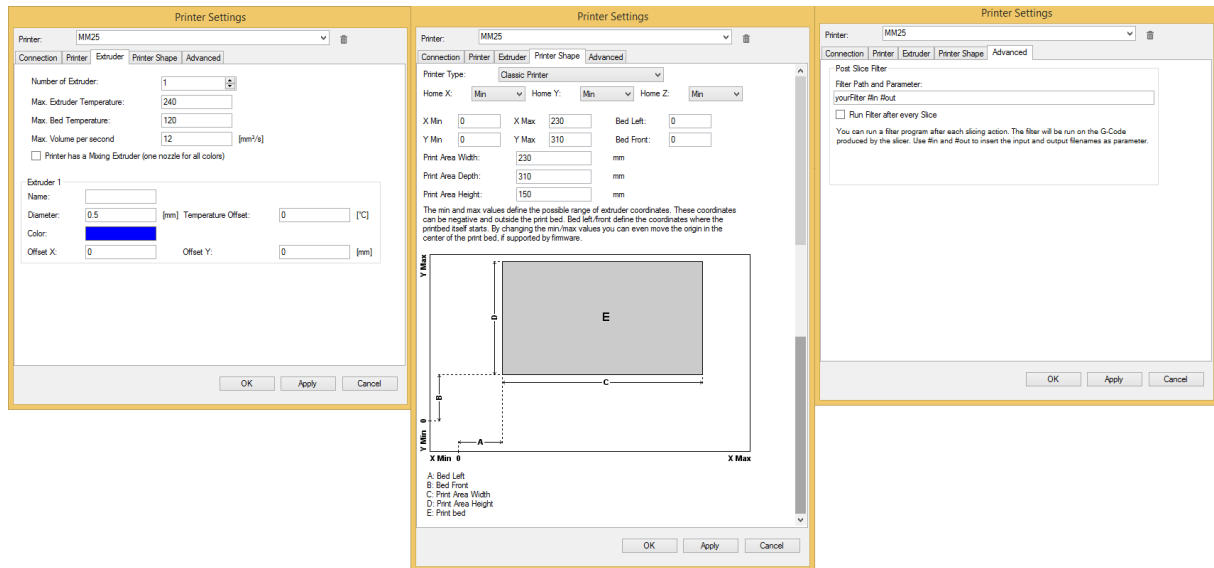 Printer Settings
Printer: MM25
Connection Printer Extruder Printer Shape Advanced
Number of Extruder: 1
Max. Extruder Temperature: 240
Max. Bed Temperature: 120
Max. Volume per second 12 [mm³/s]
Printer has a Mixing Extruder (one nozzle for all colors)
Extruder 1
Name:
Diameter: 0.5 [mm] Temperature Offset: 0 [°C]
Color:
Offset X: 0 Offset Y: 0 [mm]
OK Apply Cancel
Printer Settings
Printer: MM25
Connection Printer Extruder Printer Shape Advanced
Printer Type: Classic Printer
Home X: Min Home Y: Min Home Z: Min
X Min 0 X Max 230 Bed Left: 0
Y Min 0 Y Max 310 Bed Front: 0
Print Area Width: 230 mm
Print Area Depth: 310 mm
Print Area Height: 150 mm
The min and max values define the possible range of extruder coordinates. These coordinates
can be negative and outside the print bed. Bed left/front define the coordinates where the
printbed itself starts. By changing the min/max values you can even move the origin in the
center of the print bed, if supported by firmware.
Y Max
D
E
C
B
Y Min 0
A
X Min 0 X Max
A: Bed Left
B: Bed Front
C: Print Area Width
D: Print Area Height
E: Print bed
OK Apply Cancel
Printer Settings
Printer: MM25
Connection Printer Extruder Printer Shape Advanced
Post Slice Filter
Filter Path and Parameter:
yourFilter #in #out
Run Filter after every Slice
You can run a filter program after each slicing action. The filter will be run on the G-Code
produced by the slicer. Use #in and #out to insert the input and output filenames as parameter.
OK Apply Cancel